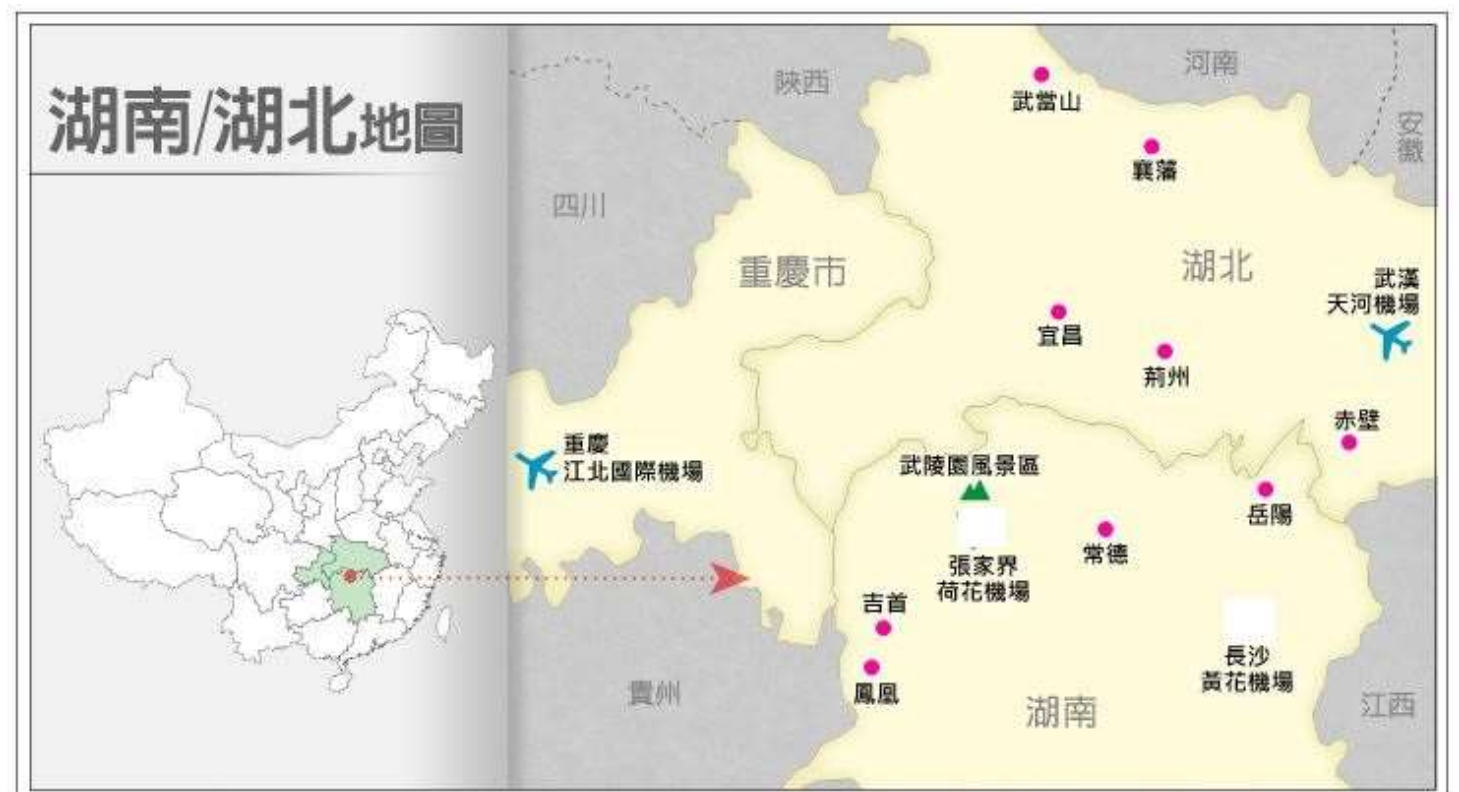 湖南/湖北地圖
陝西
河南
安徽
武當山
襄藩
四川
重慶市
湖北
武漢
天河機場
宜昌
荊州
赤壁
重慶
江北國際機場
武陵園風景區
岳陽
常德
張家界
荷花機場
吉首
長沙
黃花機場
鳳凰
貴州
湖南
江西